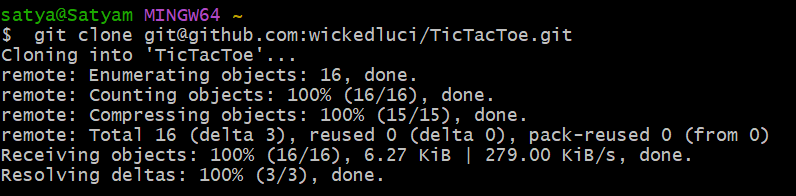 satya@Satyam MINGW64 ~
$  git clone git@github.com:wickedluci/TicTacToe.git
Cloning into 'TicTacToe'...
remote: Enumerating objects: 16, done.
remote: Counting objects: 100% (16/16), done.
remote: Compressing objects: 100% (15/15), done.
remote: Total 16 (delta 3), reused 0 (delta 0), pack-reused 0 (from 0)
Receiving objects: 100% (16/16), 6.27 KiB | 279.00 KiB/s, done.
Resolving deltas: 100% (3/3), done.